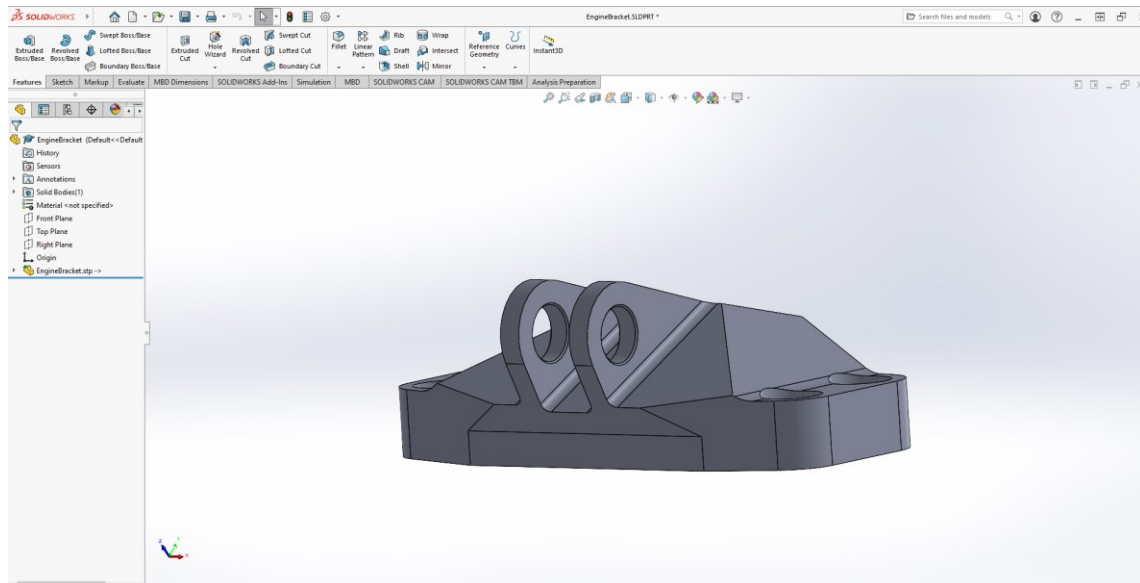 SOLIDWORKS
EngineBracket.SLDPRT *
Search files and models
Extruded Boss/Base
Revolved Boss/Base
Swept Boss/Base
Lofted Boss/Base
Boundary Boss/Base
Extruded Cut
Hole Wizard
Revolved Cut
Swept Cut
Lofted Cut
Boundary Cut
Fillet
Linear Pattern
Rib
Draft
Shell
Wrap
Intersect
Mirror
Reference Geometry
Curves
Instant3D
Features
Sketch
Markup
Evaluate
MBD Dimensions
SOLIDWORKS Add-Ins
Simulation
MBD
SOLIDWORKS CAM
SOLIDWORKS CAM TBM
Analysis Preparation
EngineBracket (Default<<Default
History
Sensors
Annotations
Solid Bodies(1)
Material <not specified>
Front Plane
Top Plane
Right Plane
Origin
EngineBracket.stp ->